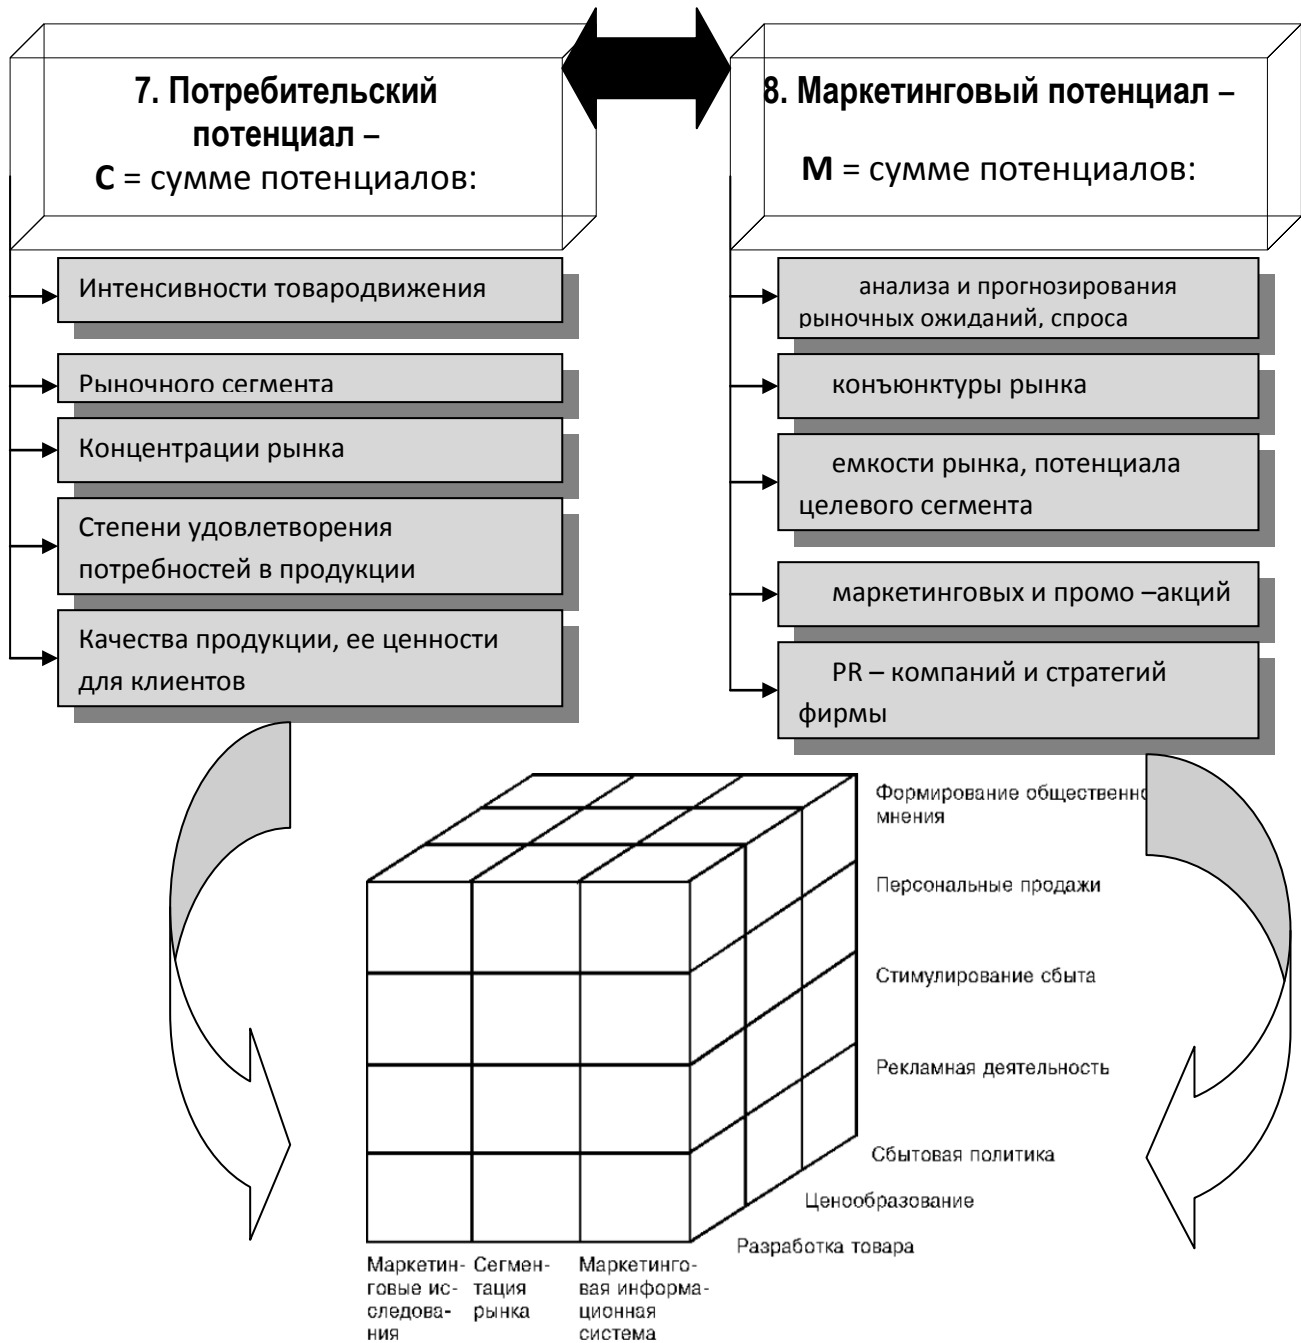 7. Потребительский
потенциал –
С = сумме потенциалов:
Интенсивности товародвижения
Рыночного сегмента
Концентрации рынка
Степени удовлетворения
потребностей в продукции
Качества продукции, ее ценности
для клиентов
8. Маркетинговый потенциал –
М = сумме потенциалов:
анализа и прогнозирования
рыночных ожиданий, спроса
конъюнктуры рынка
емкости рынка, потенциала
целевого сегмента
маркетинговых и промо –акций
PR – компаний и стратегий
фирмы
Формирование общественно
мнения
Персональные продажи
Стимулирование сбыта
Рекламная деятельность
Сбытовая политика
Ценообразование
Разработка товара
Маркетин-
говые ис-
следова-
ния
Сегмен-
тация
рынка
Маркетинго-
вая информа-
ционная
система